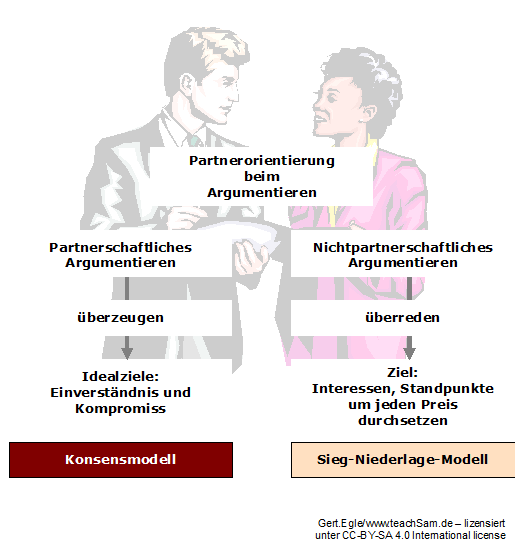 Partnerorientierung
beim
Argumentieren
Partnerschaftliches
Argumentieren
überzeugen
Idealziele:
Einverständnis und
Kompromiss
Konsensmodell
Nichtpartnerschaftliches
Argumentieren
überreden
Ziel:
Interessen, Standpunkte
um jeden Preis
durchsetzen
Sieg-Niederlage-Modell
Gert.Egle/www.teachSam.de – lizensiert
unter CC-BY-SA 4.0 International license